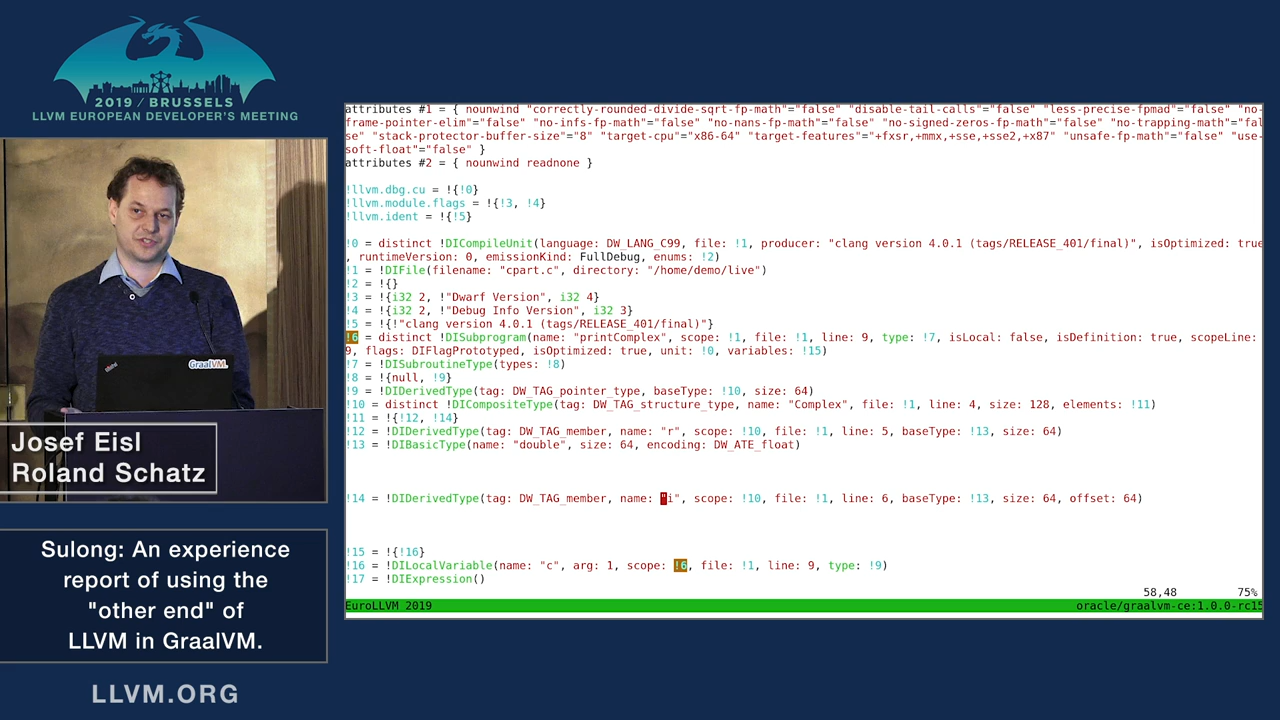 2019 / BRUSSELS
LLVM EUROPEAN DEVELOPER'S MEETING
GraalVM.
Josef Eisl
Roland Schatz
Sulong: An experience
report of using the
"other end" of
LLVM in GraalVM.
LLVM.ORG
attributes #1 = { nounwind "correctly-rounded-divide-sqrt-fp-math"="false" "disable-tail-calls"="false" "less-precise-fpmad"="false" "no-
frame-pointer-elim"="false" "no-infs-fp-math"="false" "no-nans-fp-math"="false" "no-signed-zeros-fp-math"="false" "no-trapping-math"="fal
se" "stack-protector-buffer-size"="8" "target-cpu"="x86-64" "target-features"="+fxsr,+mmx,+sse,+sse2,+x87" "unsafe-fp-math"="false" "use-
soft-float"="false" }
attributes #2 = { nounwind readnone }
!llvm.dbg.cu = !{!0}
!llvm.module.flags = !{!3, !4}
!llvm.ident = !{!5}
!0 = distinct !DICompileUnit(language: DW_LANG_C99, file: !1, producer: "clang version 4.0.1 (tags/RELEASE_401/final)", isOptimized: true
, runtimeVersion: 0, emissionKind: FullDebug, enums: !2)
!1 = !DIFile(filename: "cpart.c", directory: "/home/demo/live")
!2 = !{}
!3 = !{i32 2, !"Dwarf Version", i32 4}
!4 = !{i32 2, !"Debug Info Version", i32 3}
!5 = !{!"clang version 4.0.1 (tags/RELEASE_401/final)"}
!6 = distinct !DISubprogram(name: "printComplex", scope: !1, file: !1, line: 9, type: !7, isLocal: false, isDefinition: true, scopeLine:
9, flags: DIFlagPrototyped, isOptimized: true, unit: !0, variables: !15)
!7 = !DISubroutineType(types: !8)
!8 = !{null, !9}
!9 = !DIDerivedType(tag: DW_TAG_pointer_type, baseType: !10, size: 64)
!10 = distinct !DICompositeType(tag: DW_TAG_structure_type, name: "Complex", file: !1, line: 4, size: 128, elements: !11)
!11 = !{!12, !14}
!12 = !DIDerivedType(tag: DW_TAG_member, name: "r", scope: !10, file: !1, line: 5, baseType: !13, size: 64)
!13 = !DIBasicType(name: "double", size: 64, encoding: DW_ATE_float)
!14 = !DIDerivedType(tag: DW_TAG_member, name: "i", scope: !10, file: !1, line: 6, baseType: !13, size: 64, offset: 64)
!15 = !{!16}
!16 = !DILocalVariable(name: "c", arg: 1, scope: !6, file: !1, line: 9, type: !9)
!17 = !DIExpression()
58,48 75%
EuroLLVM 2019 oracle/graalvm-ce:1.0.0-rc15